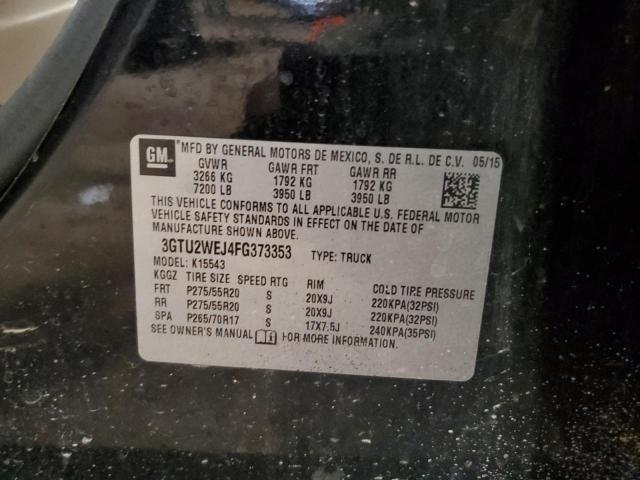 GM *MFD BY GENERAL MOTORS DE MEXICO, S. DE R.L. DE C.V. 05/15
GVWR GAWR FRT GAWR RR
3266 KG 1792 KG 1792 KG
7200 LB 3950 LB 3950 LB
THIS VEHICLE CONFORMS TO ALL APPLICABLE U.S. FEDERAL MOTOR
VEHICLE SAFETY STANDARDS IN EFFECT ON THE DATE OF
MANUFACTURE SHOWN ABOVE.
3GTU2WEJ4FG373353 TYPE: TRUCK
MODEL: K15543
KGGZ TIRE SIZE SPEED RTG RIM COLD TIRE PRESSURE
FRT P275/55R20 S 20X9J 220KPA(32PSI)
RR P275/55R20 S 20X9J 220KPA(32PSI)
SPA P265/70R17 S 17X7.5J 240KPA(35PSI)
SEE OWNER'S MANUAL FOR MORE INFORMATION.